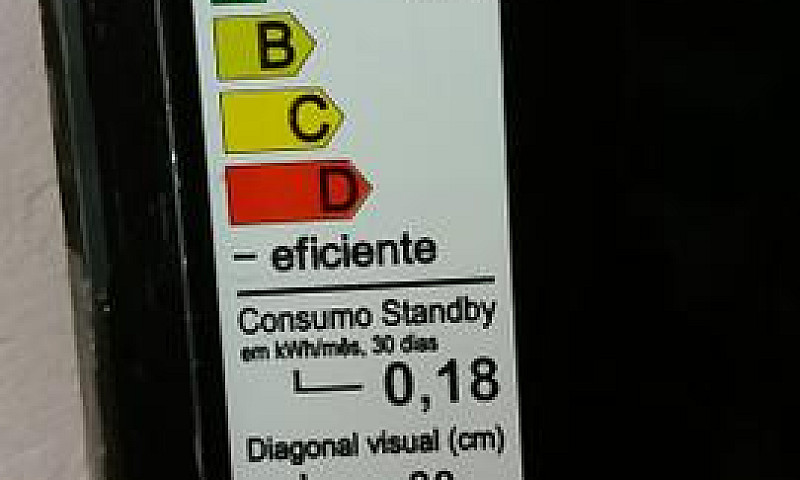 B
C
D
– eficiente
Consumo Standby
em kWh/mês, 30 dias
0,18
Diagonal visual (cm)